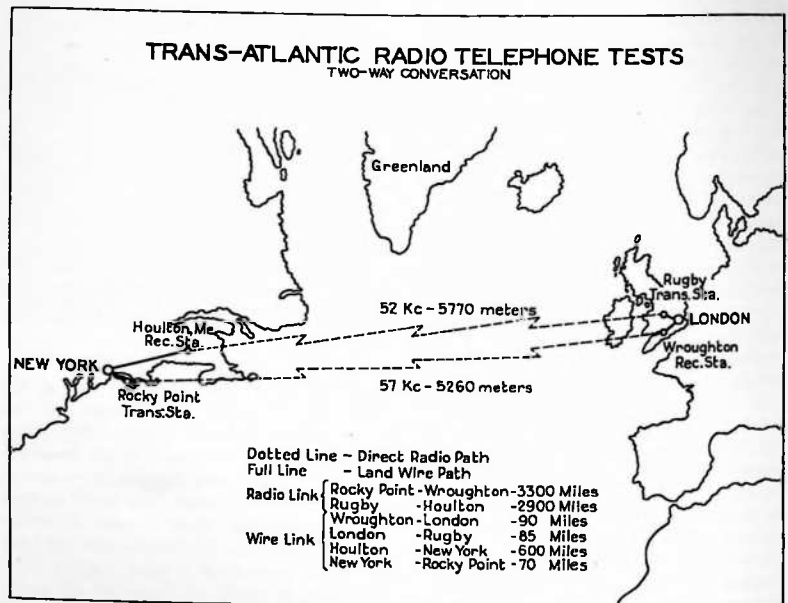 TRANS-ATLANTIC RADIO TELEPHONE TESTS
TWO-WAY CONVERSATION
Greenland
Rugby
Trans. Sta.
52 Kc - 5770 meters
LONDON
Houlton, Me.
Rec. Sta.
Wroughton
Rec. Sta.
NEW YORK
57 Kc - 5260 meters
Rocky Point
Trans. Sta.
Dotted Line - Direct Radio Path
Full Line - Land Wire Path
Radio Link { Rocky Point - Wroughton - 3300 Miles
Rugby - Houlton - 2900 Miles
Wire Link { Wroughton - London - 90 Miles
London - Rugby - 85 Miles
Houlton - New York - 600 Miles
New York - Rocky Point - 70 Miles